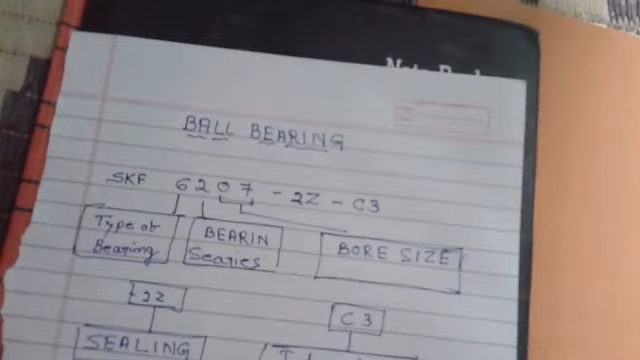 BALL BEARING
SKF 6207 - 2Z - C3
Type of
Bearing
BEARIN
Searies
BORE SIZE
-2Z
C3
SEALING